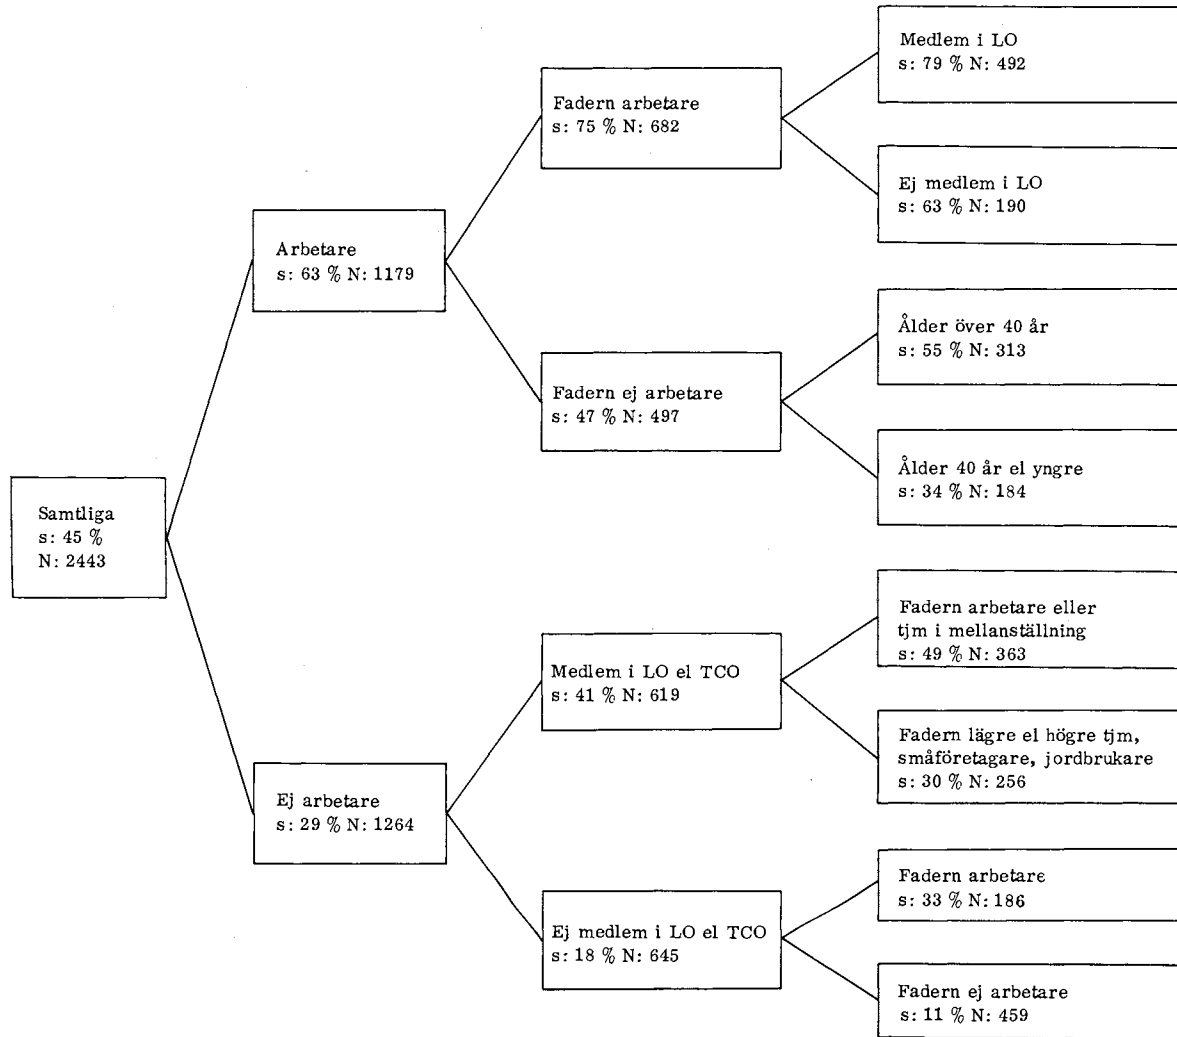 Samtliga
s: 45 %
N: 2443
Arbetare
s: 63 % N: 1179
Ej arbetare
s: 29 % N: 1264
Fadern arbetare
s: 75 % N: 682
Fadern ej arbetare
s: 47 % N: 497
Medlem i LO el TCO
s: 41 % N: 619
Ej medlem i LO el TCO
s: 18 % N: 645
Medlem i LO
s: 79 % N: 492
Ej medlem i LO
s: 63 % N: 190
Ålder över 40 år
s: 55 % N: 313
Ålder 40 år el yngre
s: 34 % N: 184
Fadern arbetare eller
tjm i mellanställning
s: 49 % N: 363
Fadern lägre el högre tjm,
småföretagare, jordbrukare
s: 30 % N: 256
Fadern arbetare
s: 33 % N: 186
Fadern ej arbetare
s: 11 % N: 459